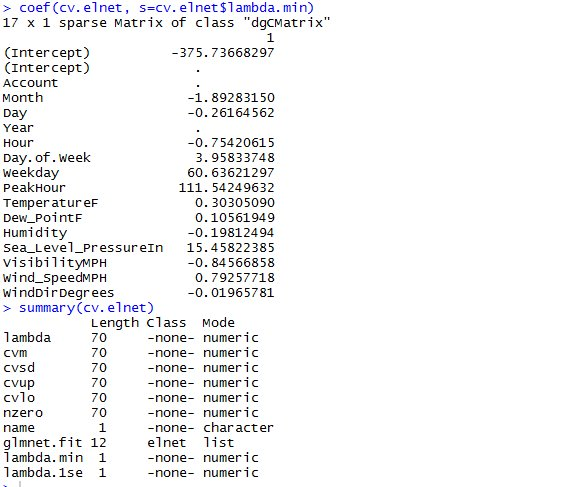 > coef(cv.elnet, s=cv.elnet$lambda.min)
17 x 1 sparse Matrix of class "dgCMatrix"
                             1
(Intercept)       -375.73668297
(Intercept)          .
Account              .
Month               -1.89283150
Day                 -0.26164562
Year                 .
Hour                -0.75420615
Day.of.Week          3.95833748
Weekday             60.63621297
PeakHour           111.54249632
TemperatureF         0.30305090
Dew_PointF           0.10561949
Humidity            -0.19812494
Sea_Level_PressureIn   15.45822385
VisibilityMPH       -0.84566858
Wind_SpeedMPH        0.79257718
WindDirDegrees      -0.01965781
> summary(cv.elnet)
           Length Class  Mode
lambda     70     -none- numeric
cvm        70     -none- numeric
cvsd       70     -none- numeric
cvup       70     -none- numeric
cvlo       70     -none- numeric
nzero      70     -none- numeric
name        1     -none- character
glmnet.fit 12     elnet  list
lambda.min  1     -none- numeric
lambda.1se  1     -none- numeric
>